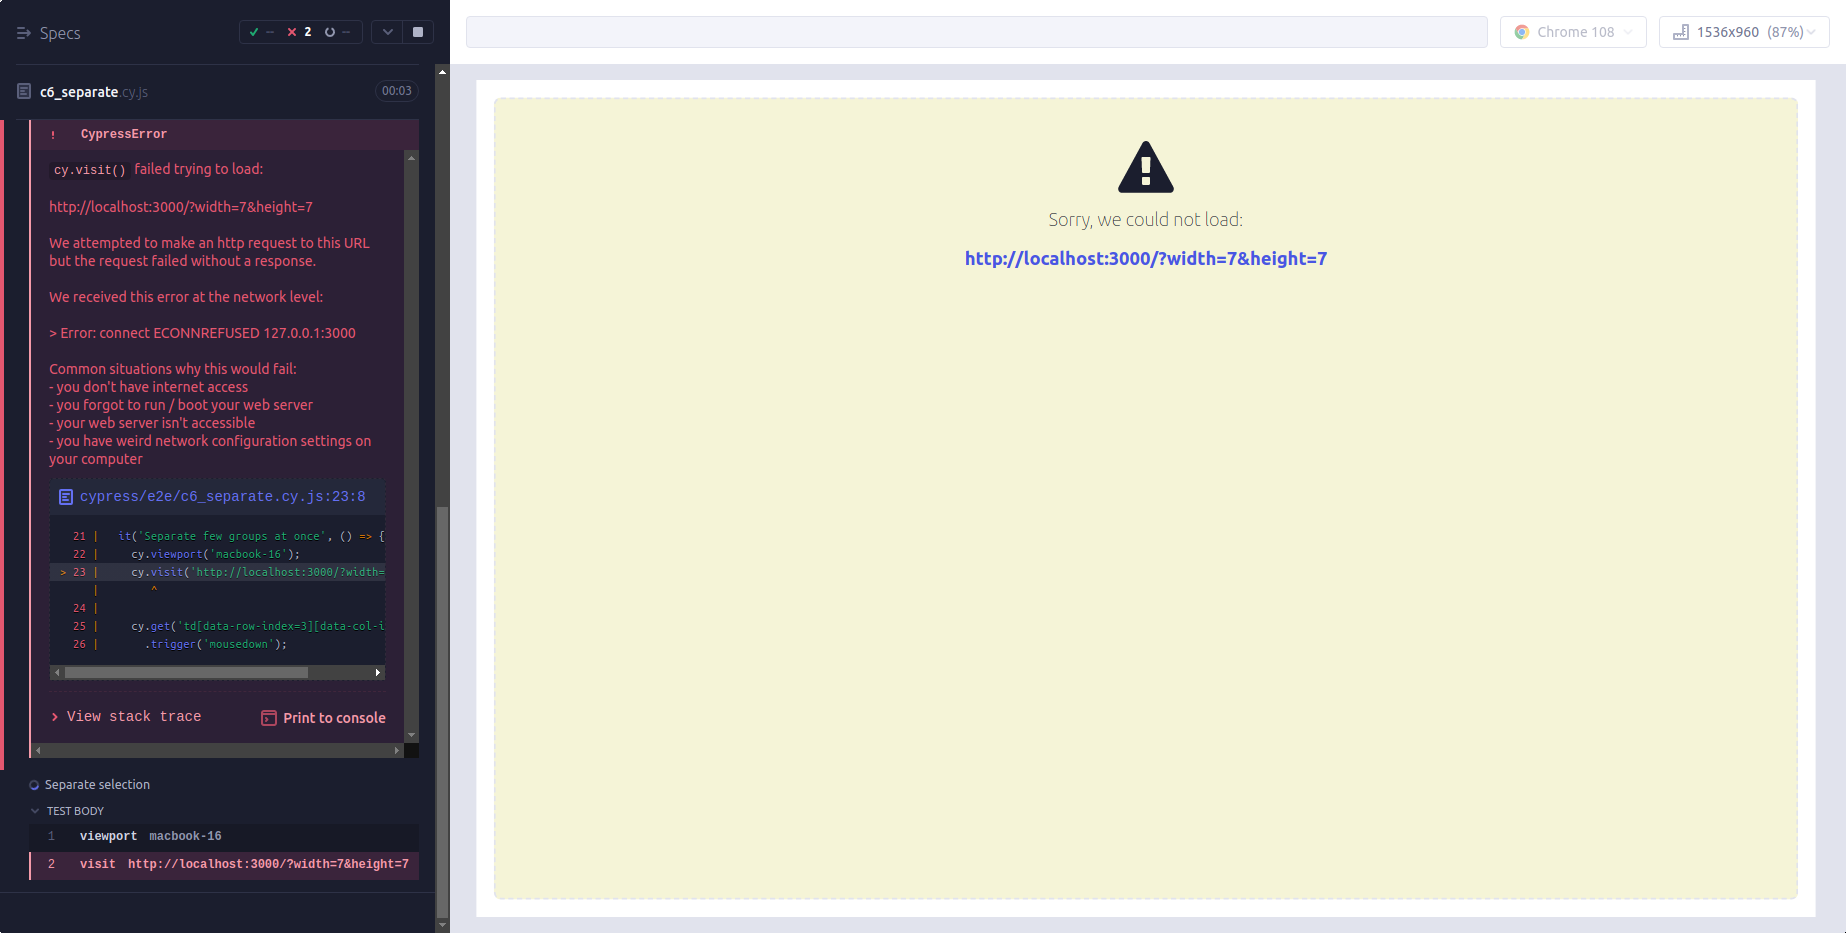 Specs
-- 2 --
c6_separate.cy.js 00:03
! CypressError
cy.visit() failed trying to load:
http://localhost:3000/?width=7&height=7
We attempted to make an http request to this URL
but the request failed without a response.
We received this error at the network level:
> Error: connect ECONNREFUSED 127.0.0.1:3000
Common situations why this would fail:
- you don't have internet access
- you forgot to run / boot your web server
- your web server isn't accessible
- you have weird network configuration settings on
your computer
cypress/e2e/c6_separate.cy.js:23:8
21 | it('Separate few groups at once', () => {
22 | cy.viewport('macbook-16');
> 23 | cy.visit('http://localhost:3000/?width=
| ^
24 |
25 | cy.get('td[data-row-index=3][data-col-i
26 | .trigger('mousedown');
> View stack trace Print to console
Separate selection
TEST BODY
1 viewport macbook-16
2 visit http://localhost:3000/?width=7&height=7
Chrome 108
1536x960 (87%)
Sorry, we could not load:
http://localhost:3000/?width=7&height=7